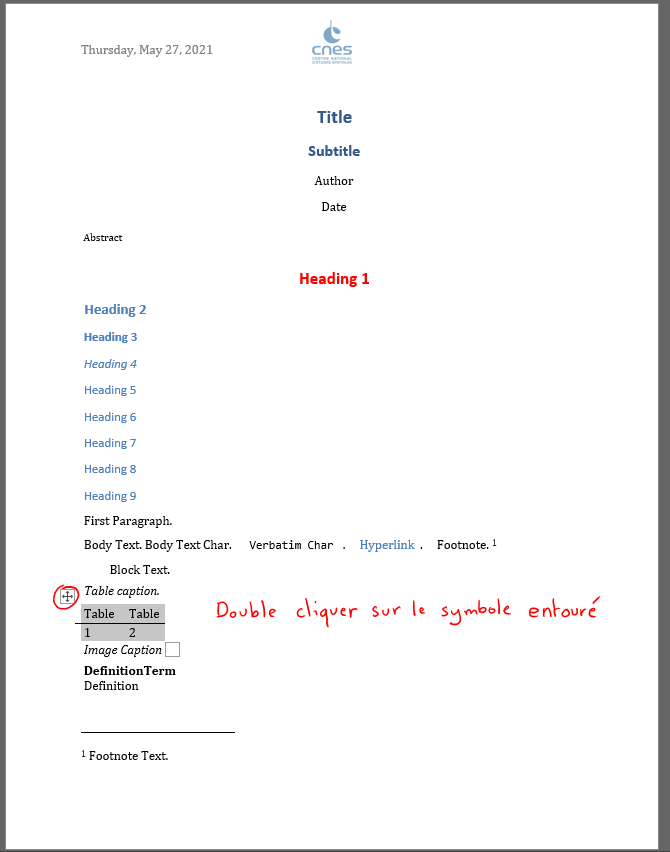 Thursday, May 27, 2021
cnes
CENTRE NATIONAL
D'ÉTUDES SPATIALES
Title
Subtitle
Author
Date
Abstract
Heading 1
Heading 2
Heading 3
Heading 4
Heading 5
Heading 6
Heading 7
Heading 8
Heading 9
First Paragraph.
Body Text. Body Text Char. Verbatim Char . Hyperlink . Footnote. 1
Block Text.
Table caption.
Table Table
1 2
Double cliquer sur le symbole entouré
Image Caption
DefinitionTerm
Definition
1 Footnote Text.